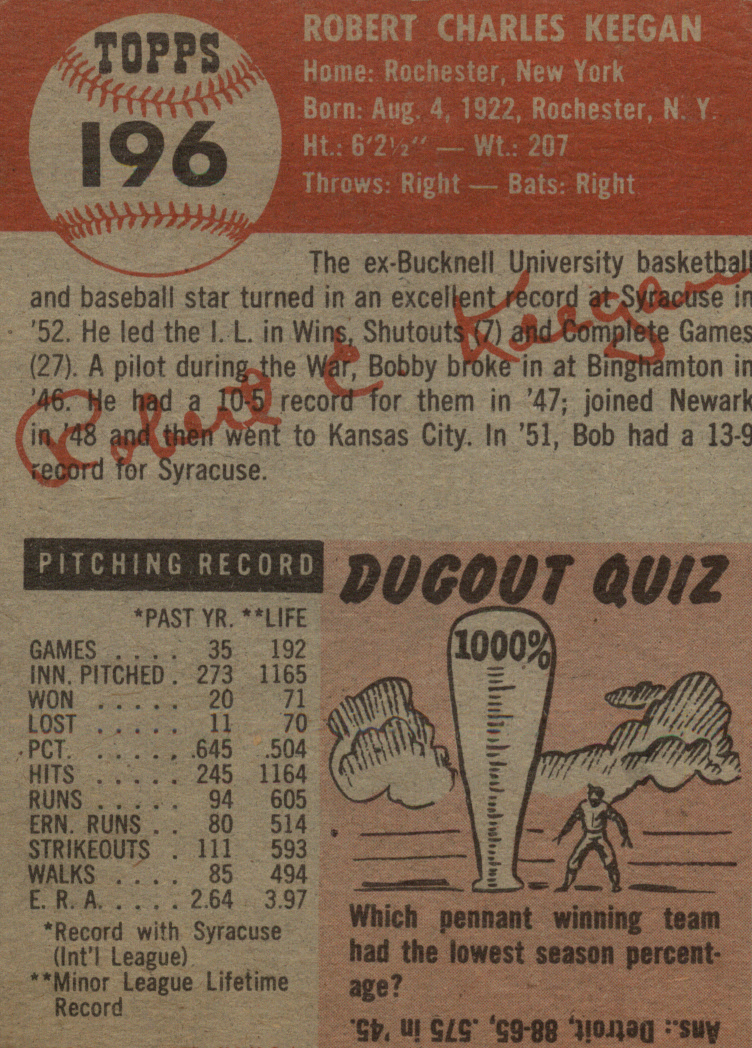 TOPPS
196
ROBERT CHARLES KEEGAN
Home: Rochester, New York
Born: Aug. 4, 1922, Rochester, N. Y.
Ht.: 6'2½" — Wt.: 207
Throws: Right — Bats: Right
The ex-Bucknell University basketball
and baseball star turned in an excellent record at Syracuse in
'52. He led the I. L. in Wins, Shutouts (7) and Complete Games
(27). A pilot during the War, Bobby broke in at Binghamton in
'46. He had a 10-5 record for them in '47; joined Newark
in '48 and then went to Kansas City. In '51, Bob had a 13-9
record for Syracuse.
Robert C. Keegan
PITCHING RECORD
*PAST YR. **LIFE
GAMES . . . . 35 192
INN. PITCHED . 273 1165
WON . . . . . 20 71
LOST . . . . . 11 70
PCT. . . . . . .645 .504
HITS . . . . . 245 1164
RUNS . . . . . 94 605
ERN. RUNS . . 80 514
STRIKEOUTS . 111 593
WALKS . . . . 85 494
E. R. A. . . . . 2.64 3.97
*Record with Syracuse
(Int'l League)
**Minor League Lifetime
Record
DUGOUT QUIZ
1000%
Which pennant winning team
had the lowest season percent-
age?
Ans.: Detroit, 88-65, .575 in '45.